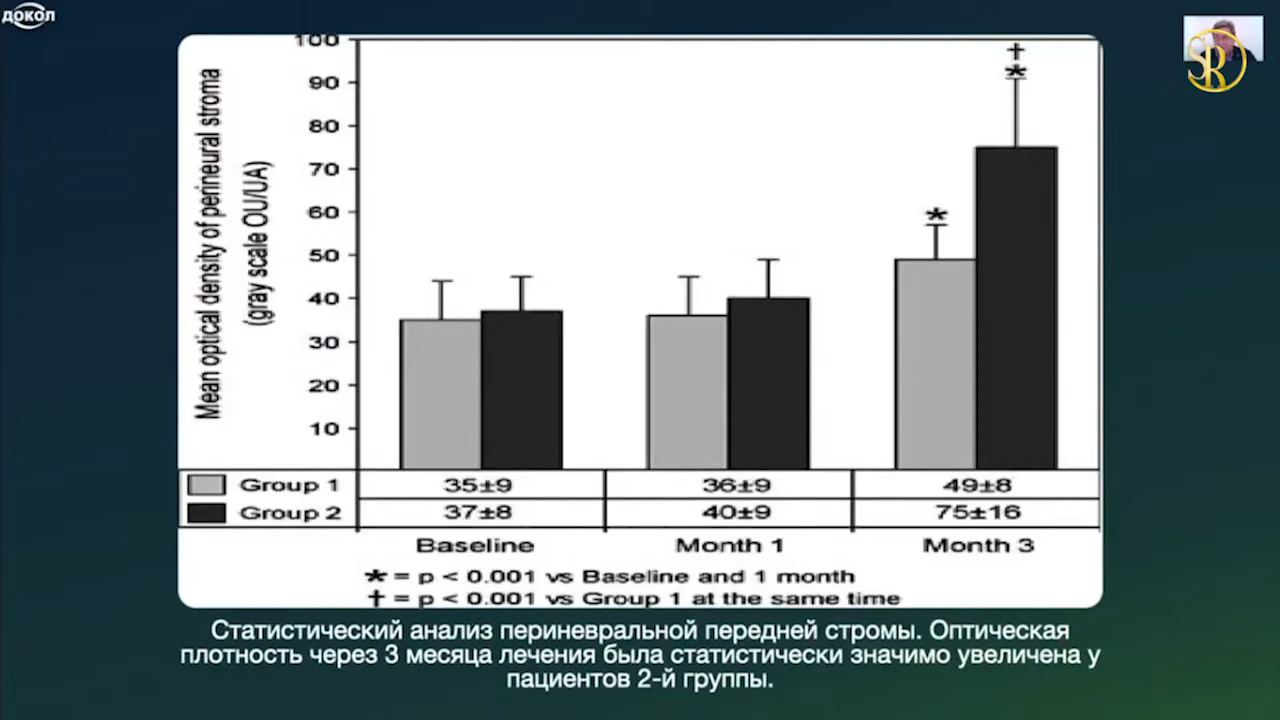 докол
SR
Mean optical density of perineural stroma
(gray scale OU/UA)
100
90
80
70
60
50
40
30
20
10
†
*
*
Group 1 35±9 36±9 49±8
Group 2 37±8 40±9 75±16
Baseline Month 1 Month 3
* = p < 0.001 vs Baseline and 1 month
† = p < 0.001 vs Group 1 at the same time
Статистический анализ периневральной передней стромы. Оптическая
плотность через 3 месяца лечения была статистически значимо увеличена у
пациентов 2-й группы.